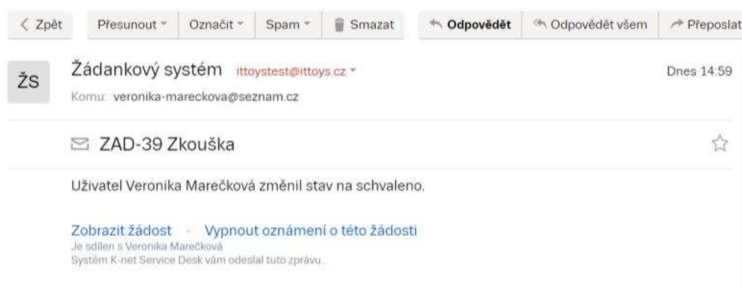 Zpět Přesunout Označit Spam Smazat Odpovědět Odpovědět všem Přeposlat
ŽS
Žádankový systém ittoystest@ittoys.cz Dnes 14:59
Komu: veronika-mareckova@seznam.cz
ZAD-39 Zkouška
Uživatel Veronika Marečková změnil stav na schvaleno.
Zobrazit žádost · Vypnout oznámení o této žádosti
Je sdílen s Veronika Marečková
Systém K-net Service Desk vám odeslal tuto zprávu..